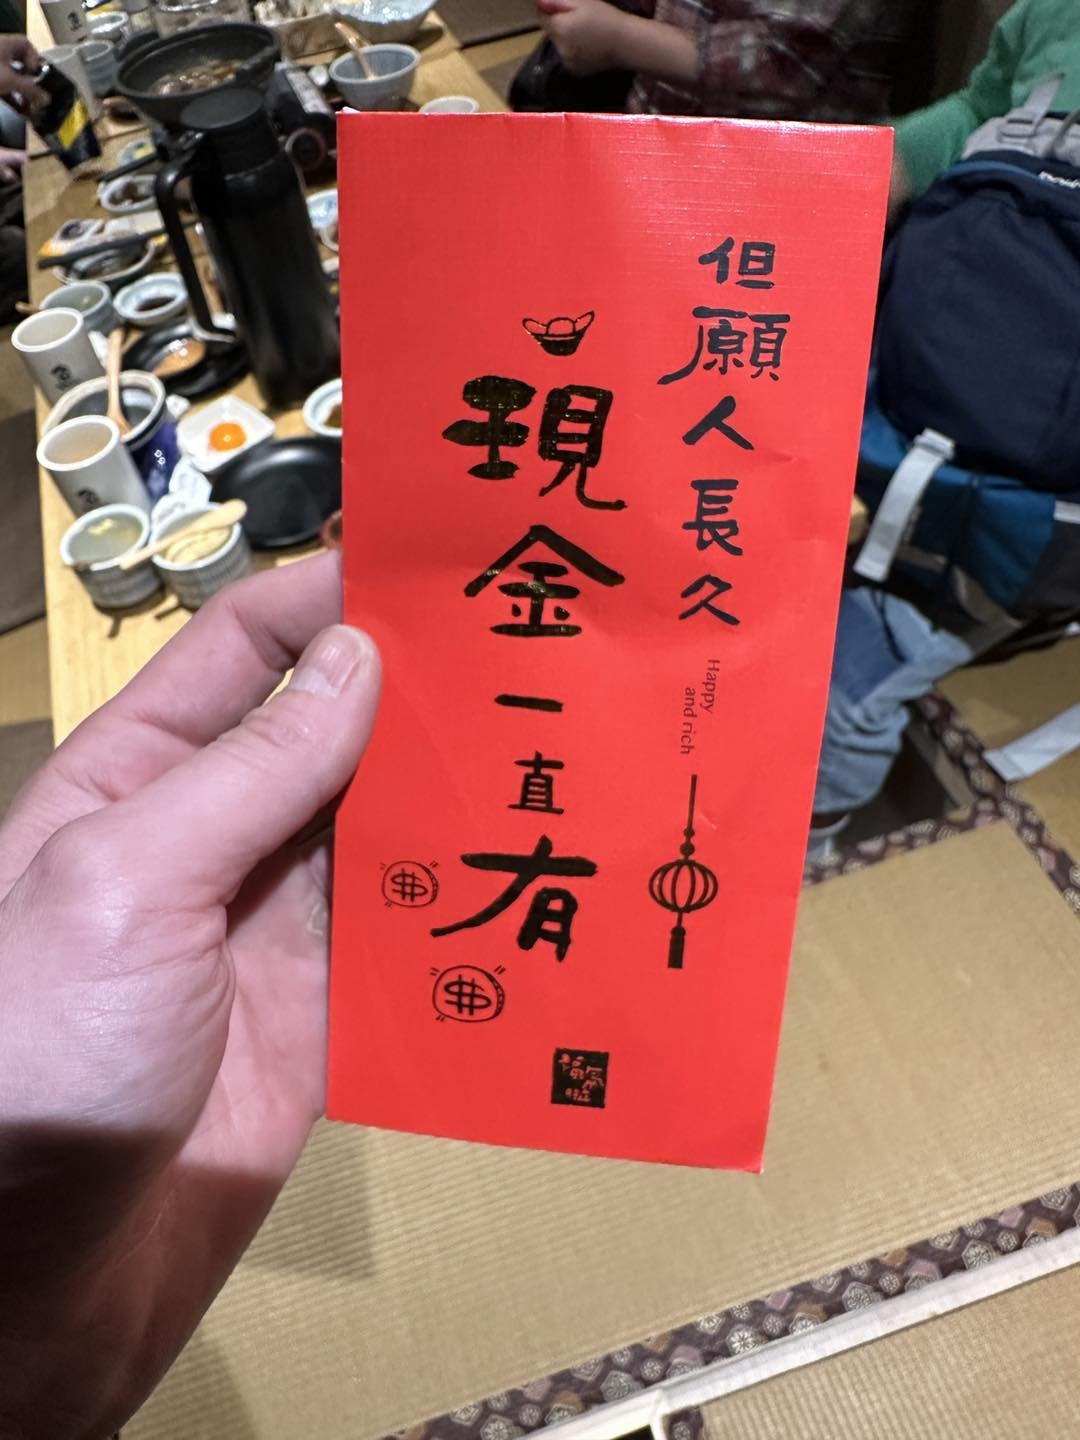 但願人長久
Happy
and rich
現金一直有